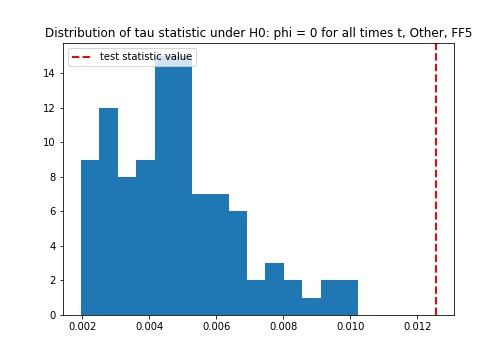 Distribution of tau statistic under H0: phi = 0 for all times t, Other, FF5
test statistic value
14
12
10
8
6
4
2
0
0.002 0.004 0.006 0.008 0.010 0.012